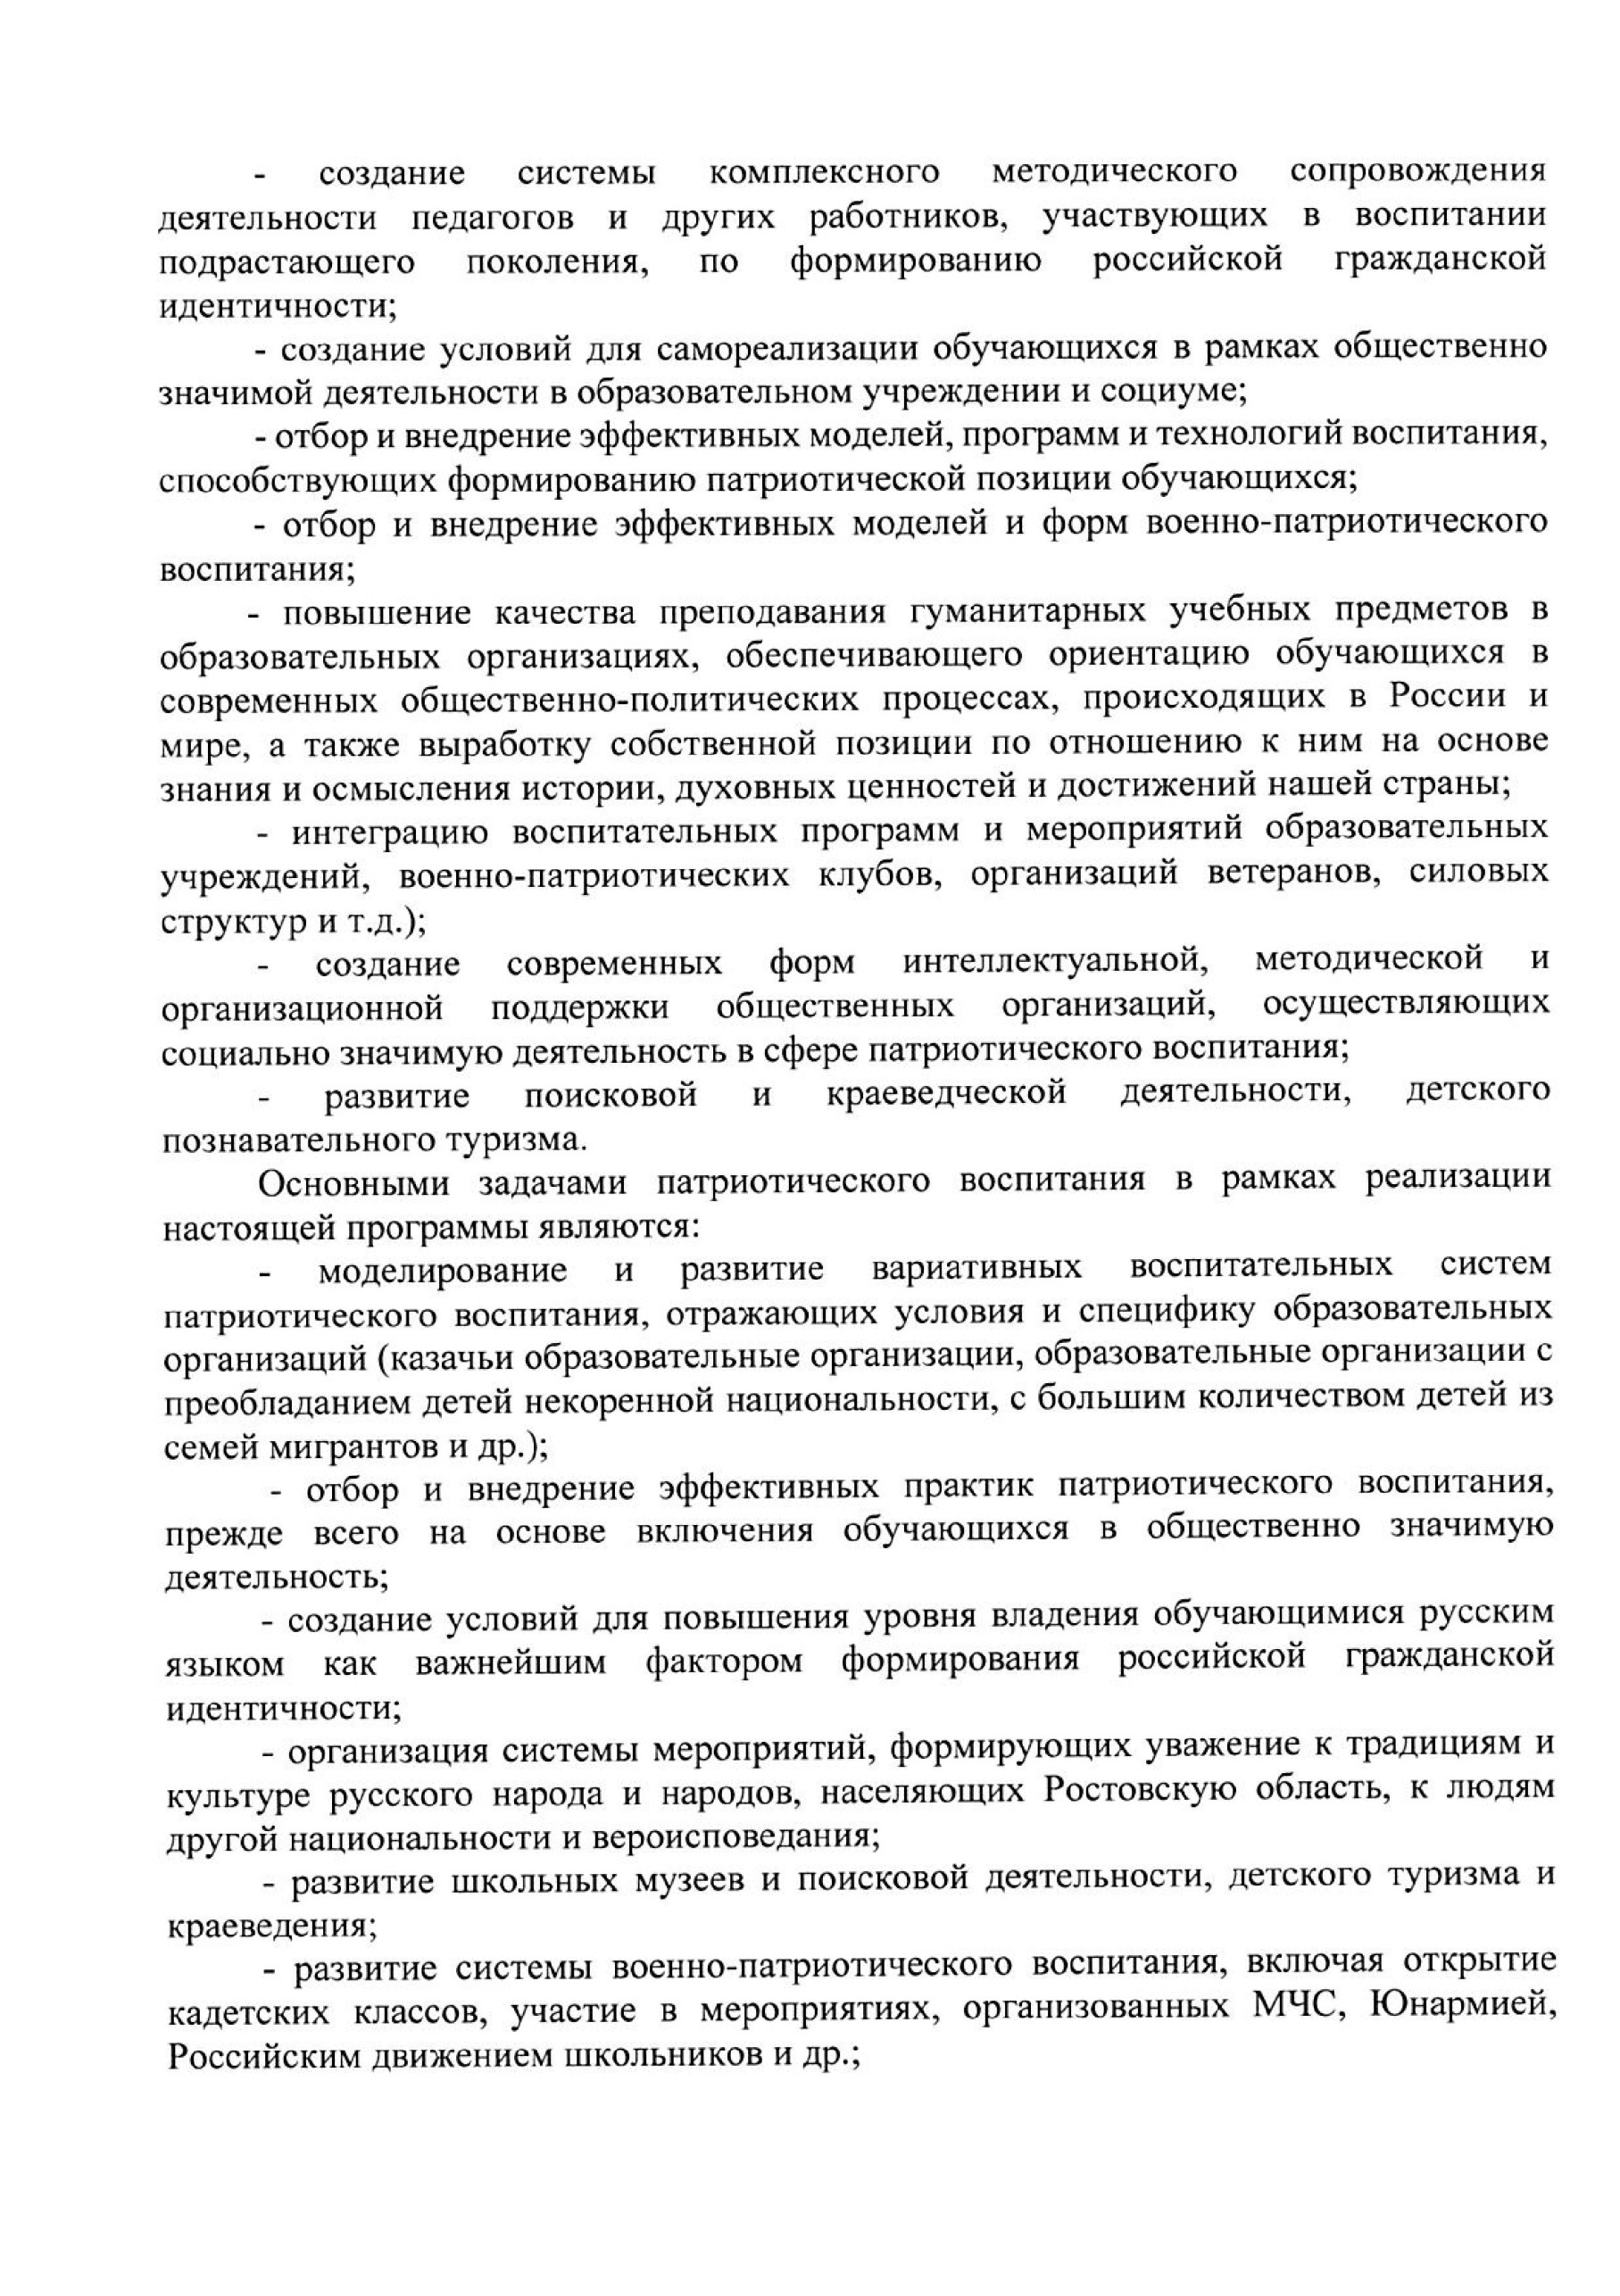 - создание системы комплексного методического сопровождения
деятельности педагогов и других работников, участвующих в воспитании
подрастающего поколения, по формированию российской гражданской
идентичности;
- создание условий для самореализации обучающихся в рамках общественно
значимой деятельности в образовательном учреждении и социуме;
- отбор и внедрение эффективных моделей, программ и технологий воспитания,
способствующих формированию патриотической позиции обучающихся;
- отбор и внедрение эффективных моделей и форм военно-патриотического
воспитания;
- повышение качества преподавания гуманитарных учебных предметов в
образовательных организациях, обеспечивающего ориентацию обучающихся в
современных общественно-политических процессах, происходящих в России и
мире, а также выработку собственной позиции по отношению к ним на основе
знания и осмысления истории, духовных ценностей и достижений нашей страны;
- интеграцию воспитательных программ и мероприятий образовательных
учреждений, военно-патриотических клубов, организаций ветеранов, силовых
структур и т.д.);
- создание современных форм интеллектуальной, методической и
организационной поддержки общественных организаций, осуществляющих
социально значимую деятельность в сфере патриотического воспитания;
- развитие поисковой и краеведческой деятельности, детского
познавательного туризма.
Основными задачами патриотического воспитания в рамках реализации
настоящей программы являются:
- моделирование и развитие вариативных воспитательных систем
патриотического воспитания, отражающих условия и специфику образовательных
организаций (казачьи образовательные организации, образовательные организации с
преобладанием детей некоренной национальности, с большим количеством детей из
семей мигрантов и др.);
- отбор и внедрение эффективных практик патриотического воспитания,
прежде всего на основе включения обучающихся в общественно значимую
деятельность;
- создание условий для повышения уровня владения обучающимися русским
языком как важнейшим фактором формирования российской гражданской
идентичности;
- организация системы мероприятий, формирующих уважение к традициям и
культуре русского народа и народов, населяющих Ростовскую область, к людям
другой национальности и вероисповедания;
- развитие школьных музеев и поисковой деятельности, детского туризма и
краеведения;
- развитие системы военно-патриотического воспитания, включая открытие
кадетских классов, участие в мероприятиях, организованных МЧС, Юнармией,
Российским движением школьников и др.;